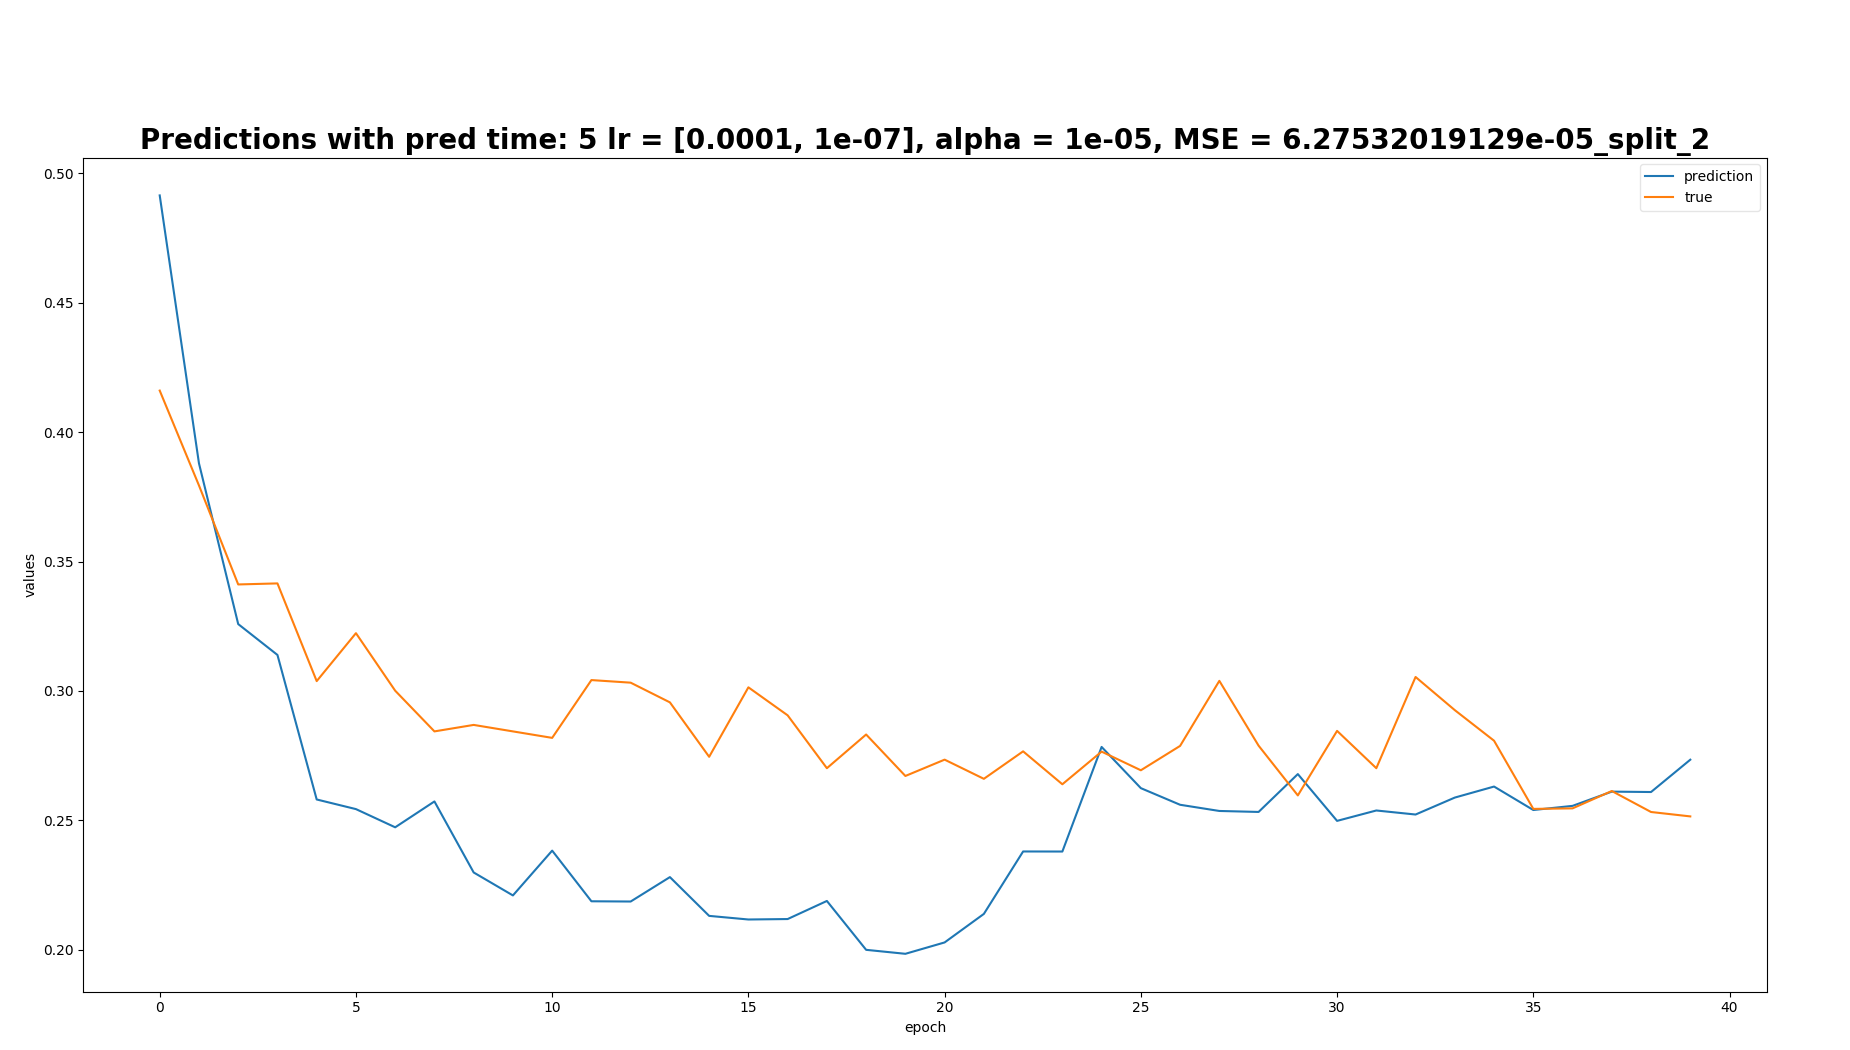 Predictions with pred time: 5 lr = [0.0001, 1e-07], alpha = 1e-05, MSE = 6.27532019129e-05_split_2
prediction
true
0.50
0.45
0.40
0.35
0.30
0.25
0.20
values
0 5 10 15 20 25 30 35 40
epoch